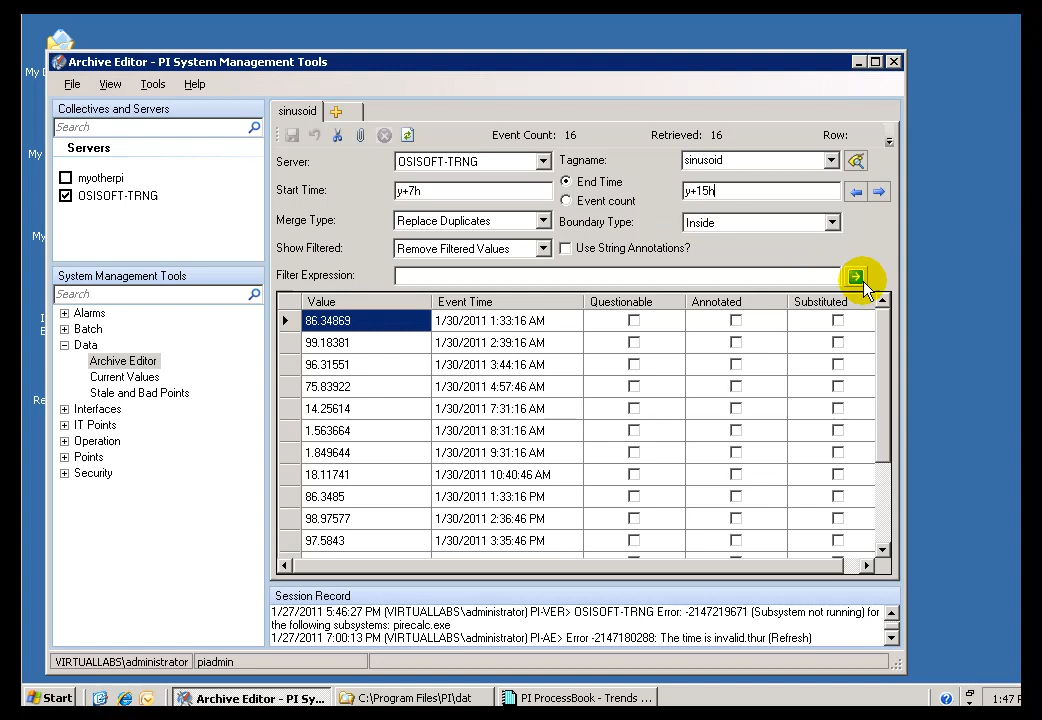 Archive Editor - PI System Management Tools
File View Tools Help
Collectives and Servers
Search
Servers
myotherpi
OSISOFT-TRNG
System Management Tools
Search
Alarms
Batch
Data
Archive Editor
Current Values
Stale and Bad Points
Interfaces
IT Points
Operation
Points
Security
sinusoid
Event Count: 16 Retrieved: 16 Row:
Server: OSISOFT-TRNG Tagname: sinusoid
Start Time: y+7h End Time y+15h
Event count
Merge Type: Replace Duplicates Boundary Type: Inside
Show Filtered: Remove Filtered Values Use String Annotations?
Filter Expression:
Value Event Time Questionable Annotated Substituted
86.34869 1/30/2011 1:33:16 AM
99.18381 1/30/2011 2:39:16 AM
96.31551 1/30/2011 3:44:16 AM
75.83922 1/30/2011 4:57:46 AM
14.25614 1/30/2011 7:31:16 AM
1.563664 1/30/2011 8:31:16 AM
1.849644 1/30/2011 9:31:16 AM
18.11741 1/30/2011 10:40:46 AM
86.3485 1/30/2011 1:33:16 PM
98.97577 1/30/2011 2:36:46 PM
97.5843 1/30/2011 3:35:46 PM
Session Record
1/27/2011 5:46:27 PM (VIRTUALLABS\administrator) PI-VER> OSISOFT-TRNG Error: -2147219671 (Subsystem not running) for
the following subsystems: pirecalc.exe
1/27/2011 7:00:13 PM (VIRTUALLABS\administrator) PI-AE> Error -2147180288: The time is invalid.thur (Refresh)
VIRTUALLABS\administrator piadmin
Start Archive Editor - PI Sy... C:\Program Files\PI\dat PI ProcessBook - Trends ... 1:47